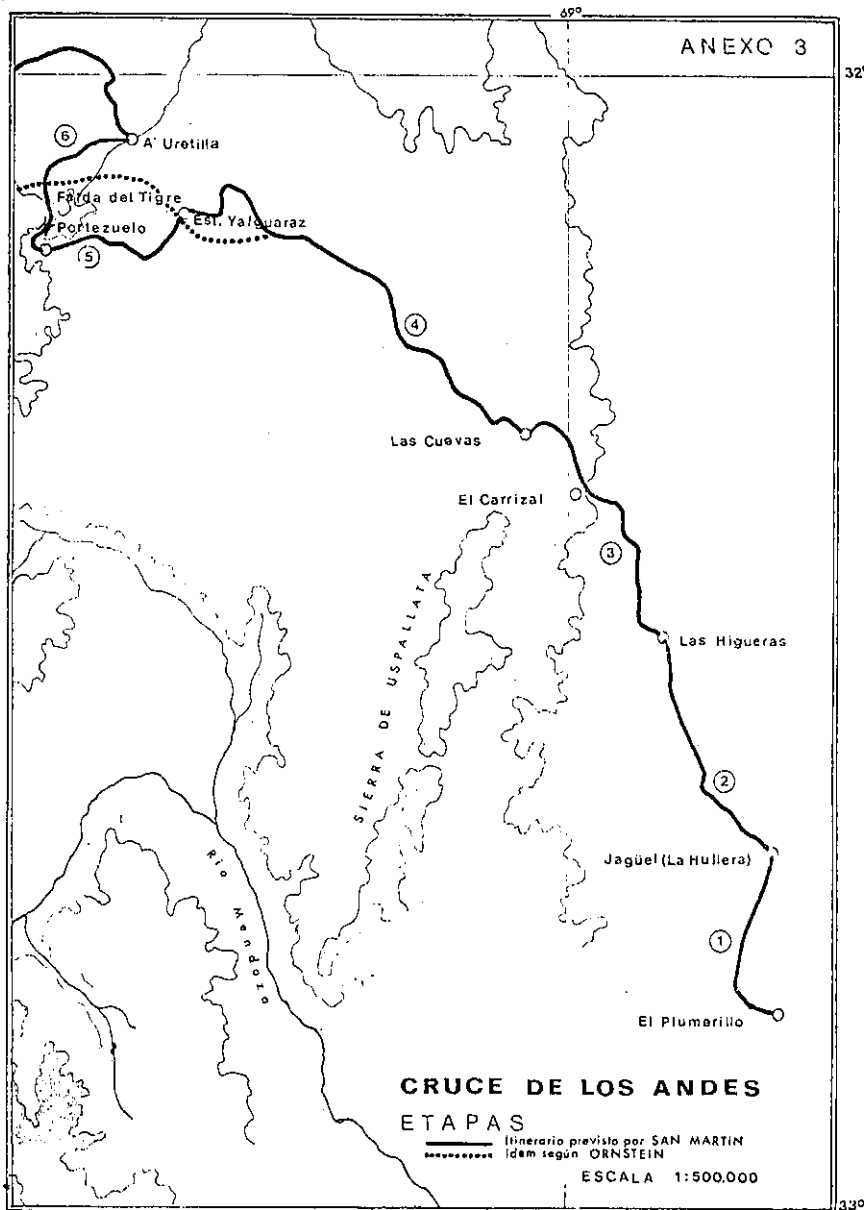 69°
ANEXO 3
32°
6
A° Uretilla
Falda del Tigre
Est. Yalguaraz
Portezuelo
5
4
Las Cuevas
El Carrizal
3
SIERRA DE USPALLATA
Las Higueras
2
Jagüel (La Hullera)
Río Mendoza
1
El Plumerillo
CRUCE DE LOS ANDES
ETAPAS
Itinerario previsto por SAN MARTIN
Idem según ORNSTEIN
ESCALA 1:500.000
33°